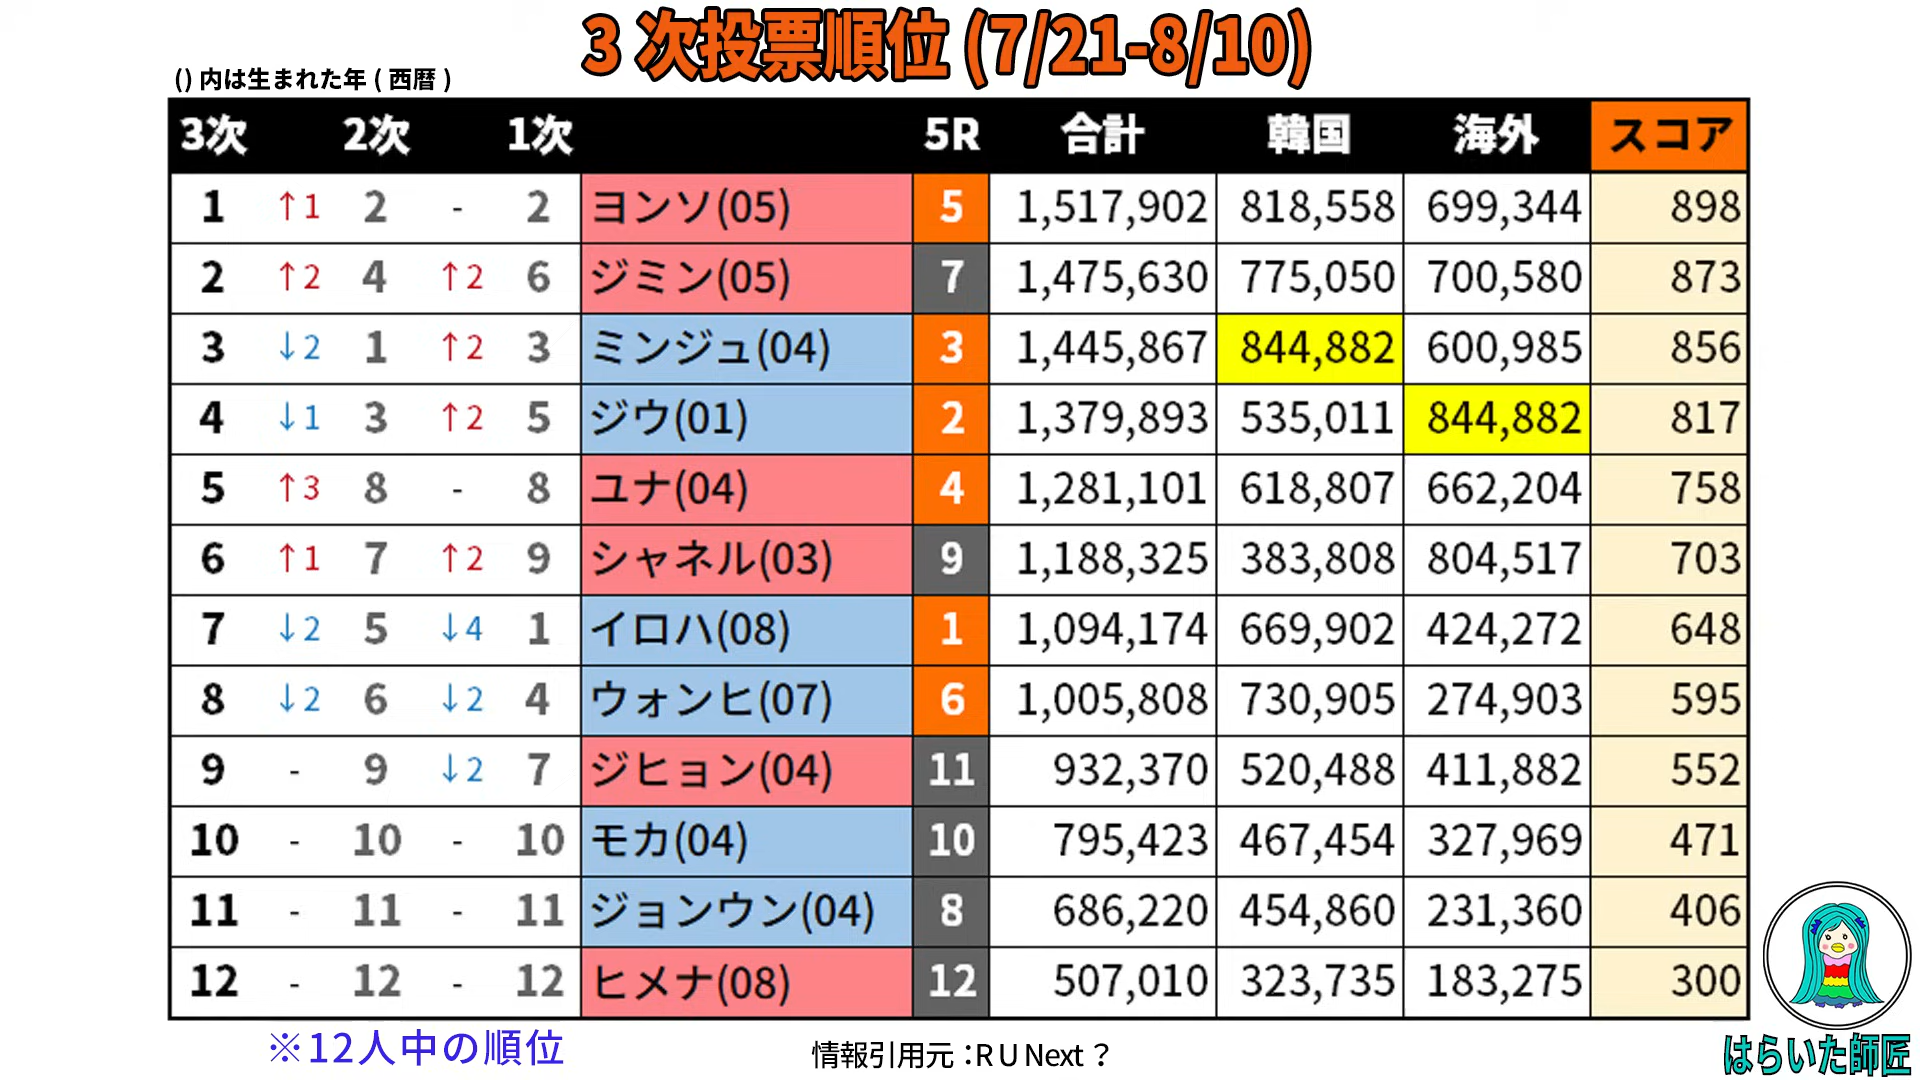 3次投票順位 (7/21-8/10)
() 内は生まれた年 ( 西暦 )
3次 2次 1次 5R 合計 韓国 海外 スコア
1 ↑1 2 - 2 ヨンソ(05) 5 1,517,902 818,558 699,344 898
2 ↑2 4 ↑2 6 ジミン(05) 7 1,475,630 775,050 700,580 873
3 ↓2 1 ↑2 3 ミンジュ(04) 3 1,445,867 844,882 600,985 856
4 ↓1 3 ↑2 5 ジウ(01) 2 1,379,893 535,011 844,882 817
5 ↑3 8 - 8 ユナ(04) 4 1,281,101 618,807 662,204 758
6 ↑1 7 ↑2 9 シャネル(03) 9 1,188,325 383,808 804,517 703
7 ↓2 5 ↓4 1 イロハ(08) 1 1,094,174 669,902 424,272 648
8 ↓2 6 ↓2 4 ウォンヒ(07) 6 1,005,808 730,905 274,903 595
9 - 9 ↓2 7 ジヒョン(04) 11 932,370 520,488 411,882 552
10 - 10 - 10 モカ(04) 10 795,423 467,454 327,969 471
11 - 11 - 11 ジョンウン(04) 8 686,220 454,860 231,360 406
12 - 12 - 12 ヒメナ(08) 12 507,010 323,735 183,275 300
※12人中の順位
情報引用元：R U Next ?
はらいた師匠